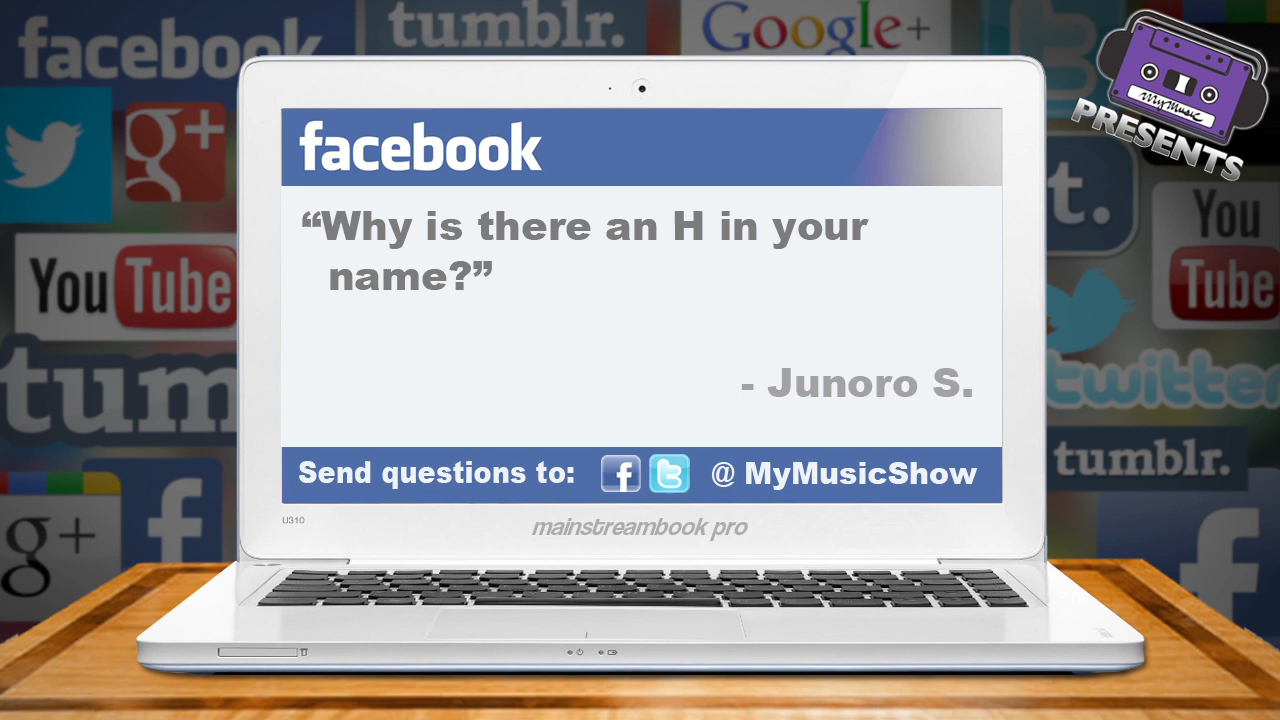 facebook
tumblr.
Google+
MyMusic
PRESENTS
g+
facebook
“Why is there an H in your
name?”
t.
You
Tube
You
Tube
- Junoro S.
tum
twitter
Send questions to: f t @ MyMusicShow
tumblr.
U310
mainstreambook pro
g+
f
f